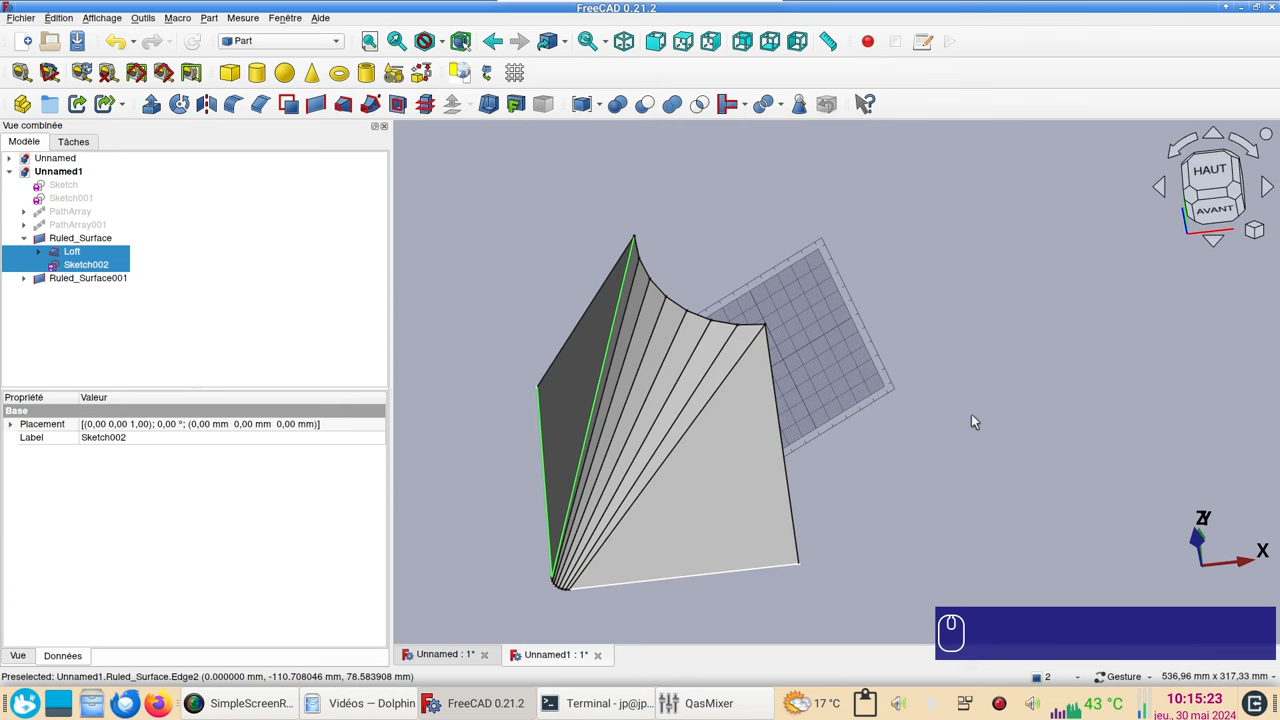 FreeCAD 0.21.2
Fichier Édition Affichage Outils Macro Part Mesure Fenêtre Aide
Part
Vue combinée
Modèle Tâches
Unnamed
Unnamed1
Sketch
Sketch001
PathArray
PathArray001
Ruled_Surface
Loft
Sketch002
Ruled_Surface001
HAUT
AVANT
Propriété Valeur
Base
Placement [(0,00 0,00 1,00); 0,00 °; (0,00 mm 0,00 mm 0,00 mm)]
Label Sketch002
Z Y
X
Vue Données
Unnamed : 1* Unnamed1 : 1*
Preselected: Unnamed1.Ruled_Surface.Edge2 (0.000000 mm, -110.708046 mm, 78.583908 mm) 2 Gesture 536,96 mm x 317,33 mm
SimpleScreenR... Vidéos — Dolphin FreeCAD 0.21.2 Terminal - jp@jp... QasMixer 17 °C 43 °C 10:15:23
jeu., 30 mai 2024